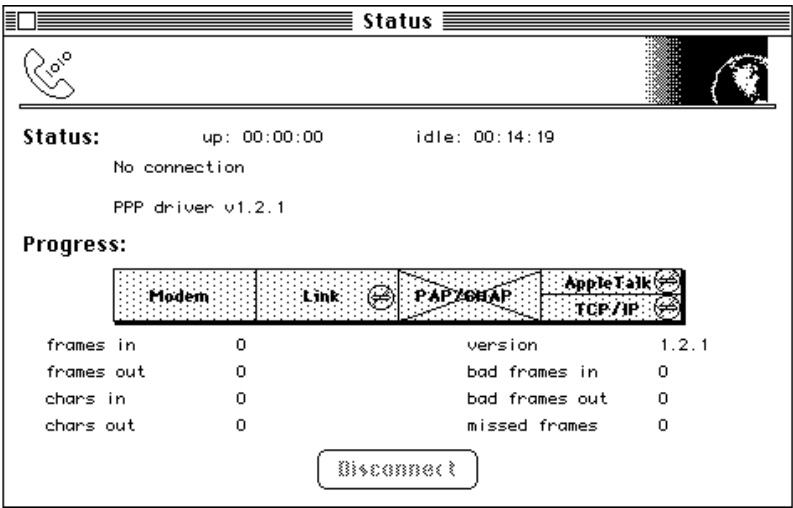 Status
Status: up: 00:00:00 idle: 00:14:19
No connection
PPP driver v1.2.1
Progress:
Modem Link PAP/CHAP AppleTalk
TCP/IP
frames in 0 version 1.2.1
frames out 0 bad frames in 0
chars in 0 bad frames out 0
chars out 0 missed frames 0
Disconnect